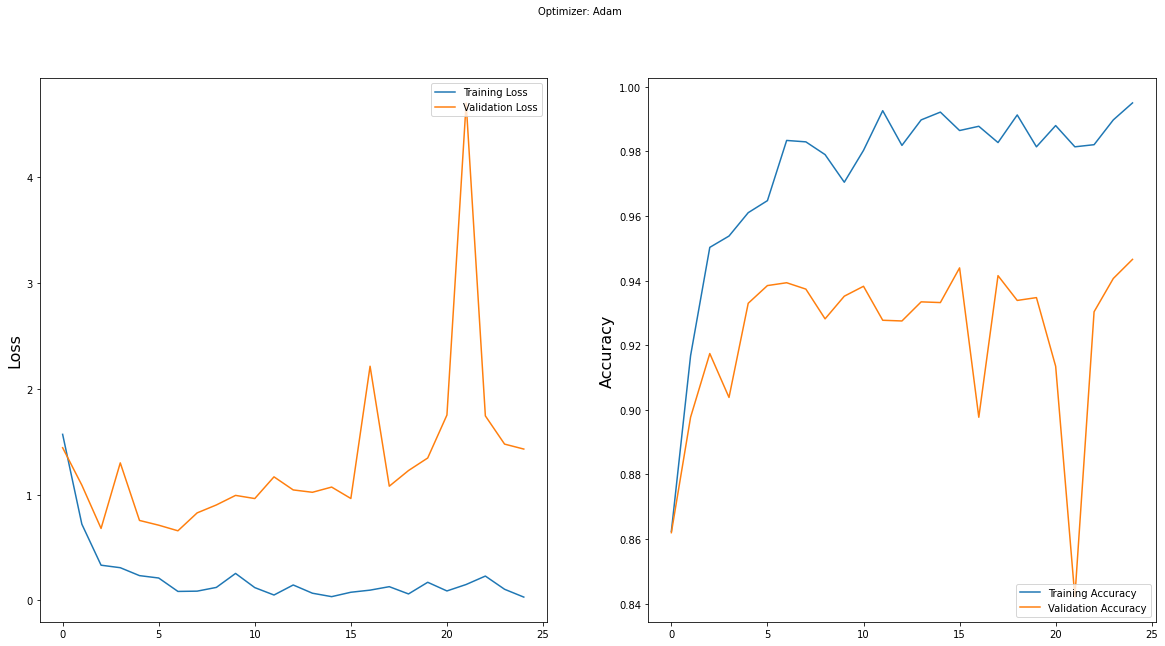 Optimizer: Adam
Training Loss
Validation Loss
Loss
4
3
2
1
0
0 5 10 15 20 25
Accuracy
1.00
0.98
0.96
0.94
0.92
0.90
0.88
0.86
0.84
Training Accuracy
Validation Accuracy
0 5 10 15 20 25